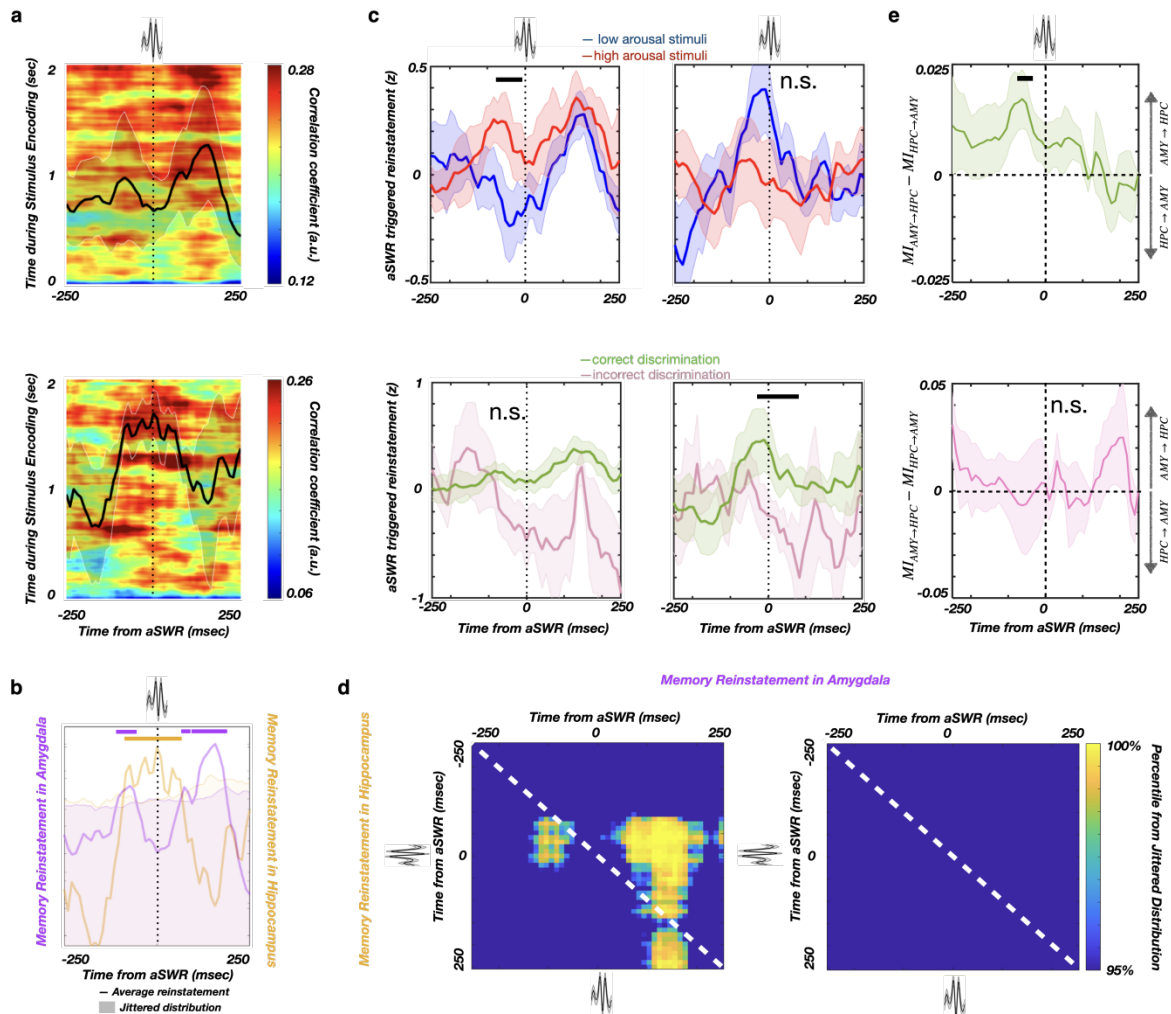 a
Time during Stimulus Encoding (sec)
2
1
0
-250
250
0.28
Correlation coefficient (a.u.)
0.12
Time during Stimulus Encoding (sec)
2
1
0
-250
250
Time from aSWR (msec)
0.26
Correlation coefficient (a.u.)
0.06
b
Memory Reinstatement in Amygdala
Memory Reinstatement in Hippocampus
-250
250
Time from aSWR (msec)
– Average reinstatement
Jittered distribution
c
– low arousal stimuli
–high arousal stimuli
aSWR triggered reinstatement (z)
0.5
0
-0.5
-250
0
250
n.s.
-250
0
250
–correct discrimination
–incorrect discrimination
aSWR triggered reinstatement (z)
1
0
-1
n.s.
-250
0
250
Time from aSWR (msec)
-250
0
250
Time from aSWR (msec)
d
Memory Reinstatement in Amygdala
Memory Reinstatement in Hippocampus
Time from aSWR (msec)
-250
0
250
Time from aSWR (msec)
-250
0
250
Time from aSWR (msec)
-250
0
250
Time from aSWR (msec)
-250
0
250
100%
Percentile from Jittered Distribution
95%
e
MI AMY→HPC − MI HPC→AMY
0.025
0
-0.025
-250
0
250
AMY → HPC
HPC → AMY
MI AMY→HPC − MI HPC→AMY
0.05
0
-0.05
n.s.
-250
0
250
Time from aSWR (msec)
AMY → HPC
HPC → AMY